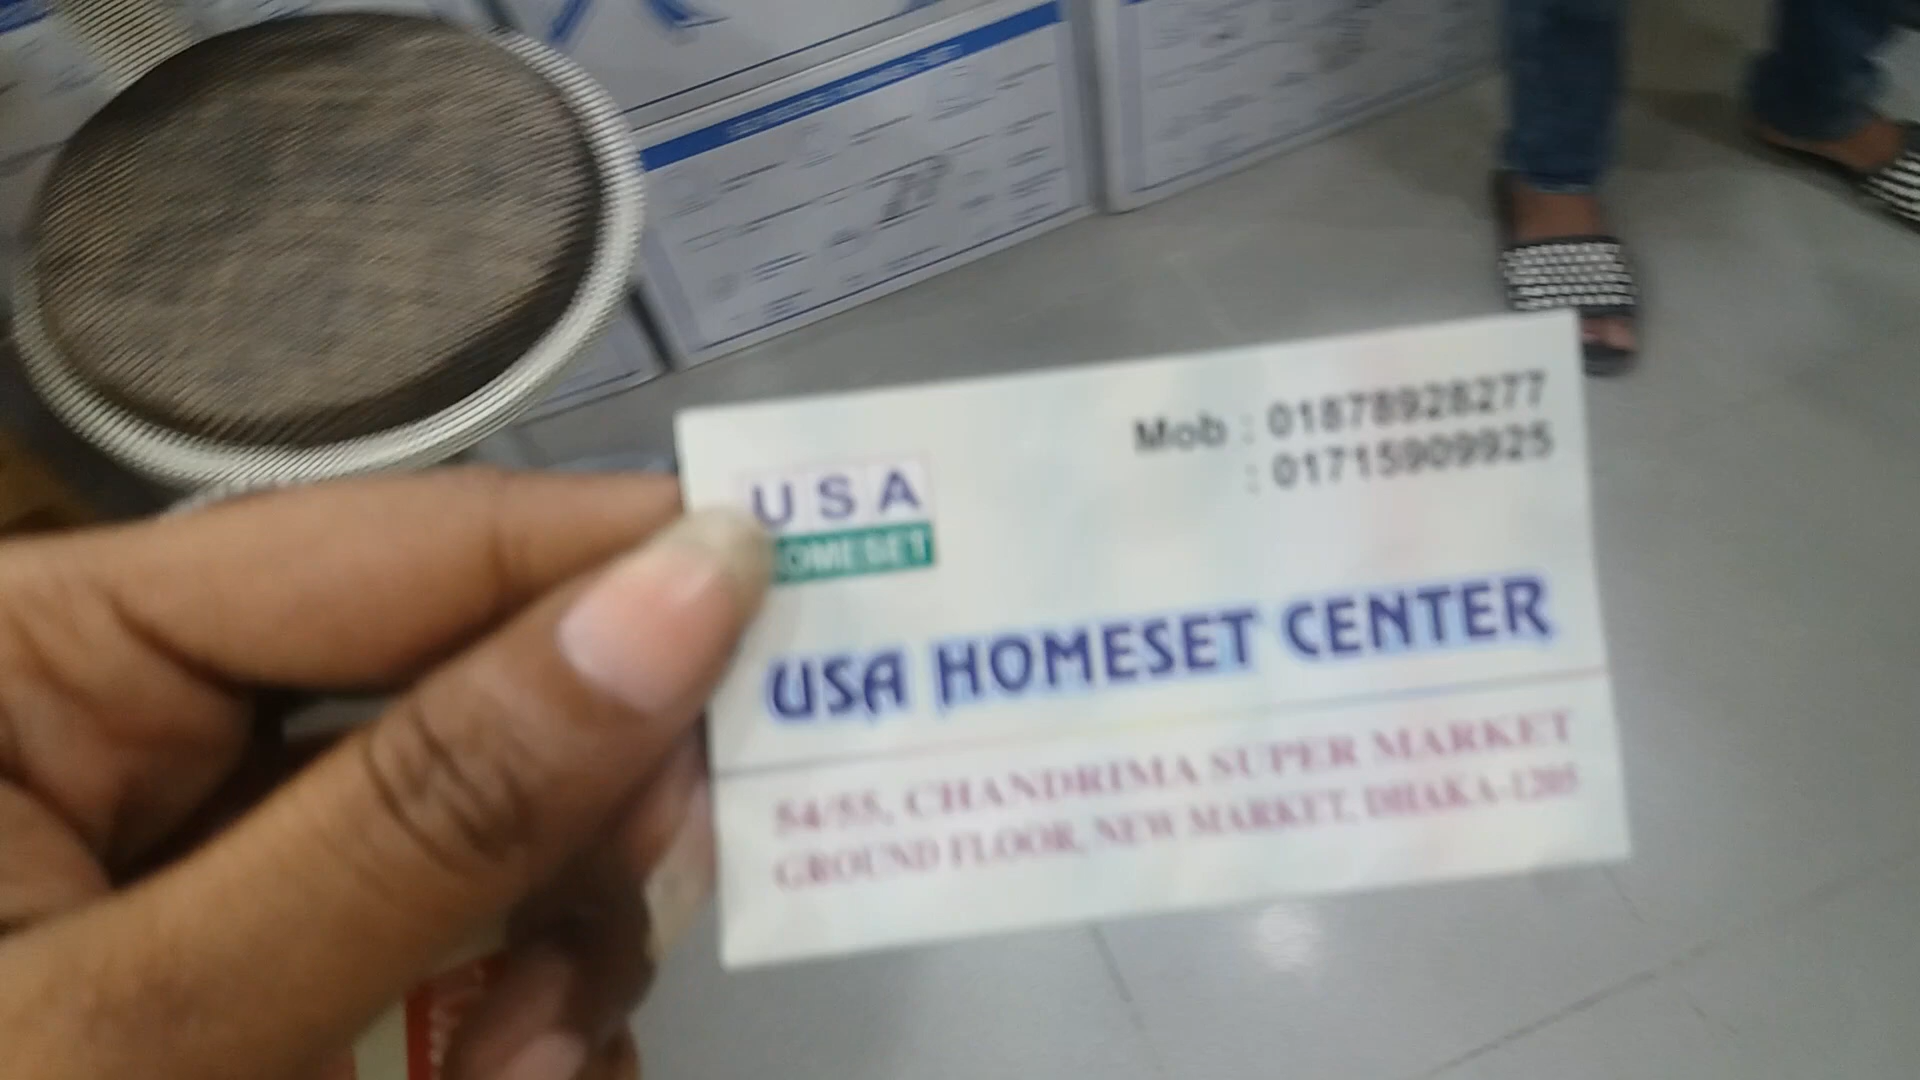 Mob : 01878928277
: 01715909925
USA
HOMESET
USA HOMESET CENTER
54/55, CHANDRIMA SUPER MARKET
GROUND FLOOR, NEW MARKET, DHAKA-1205